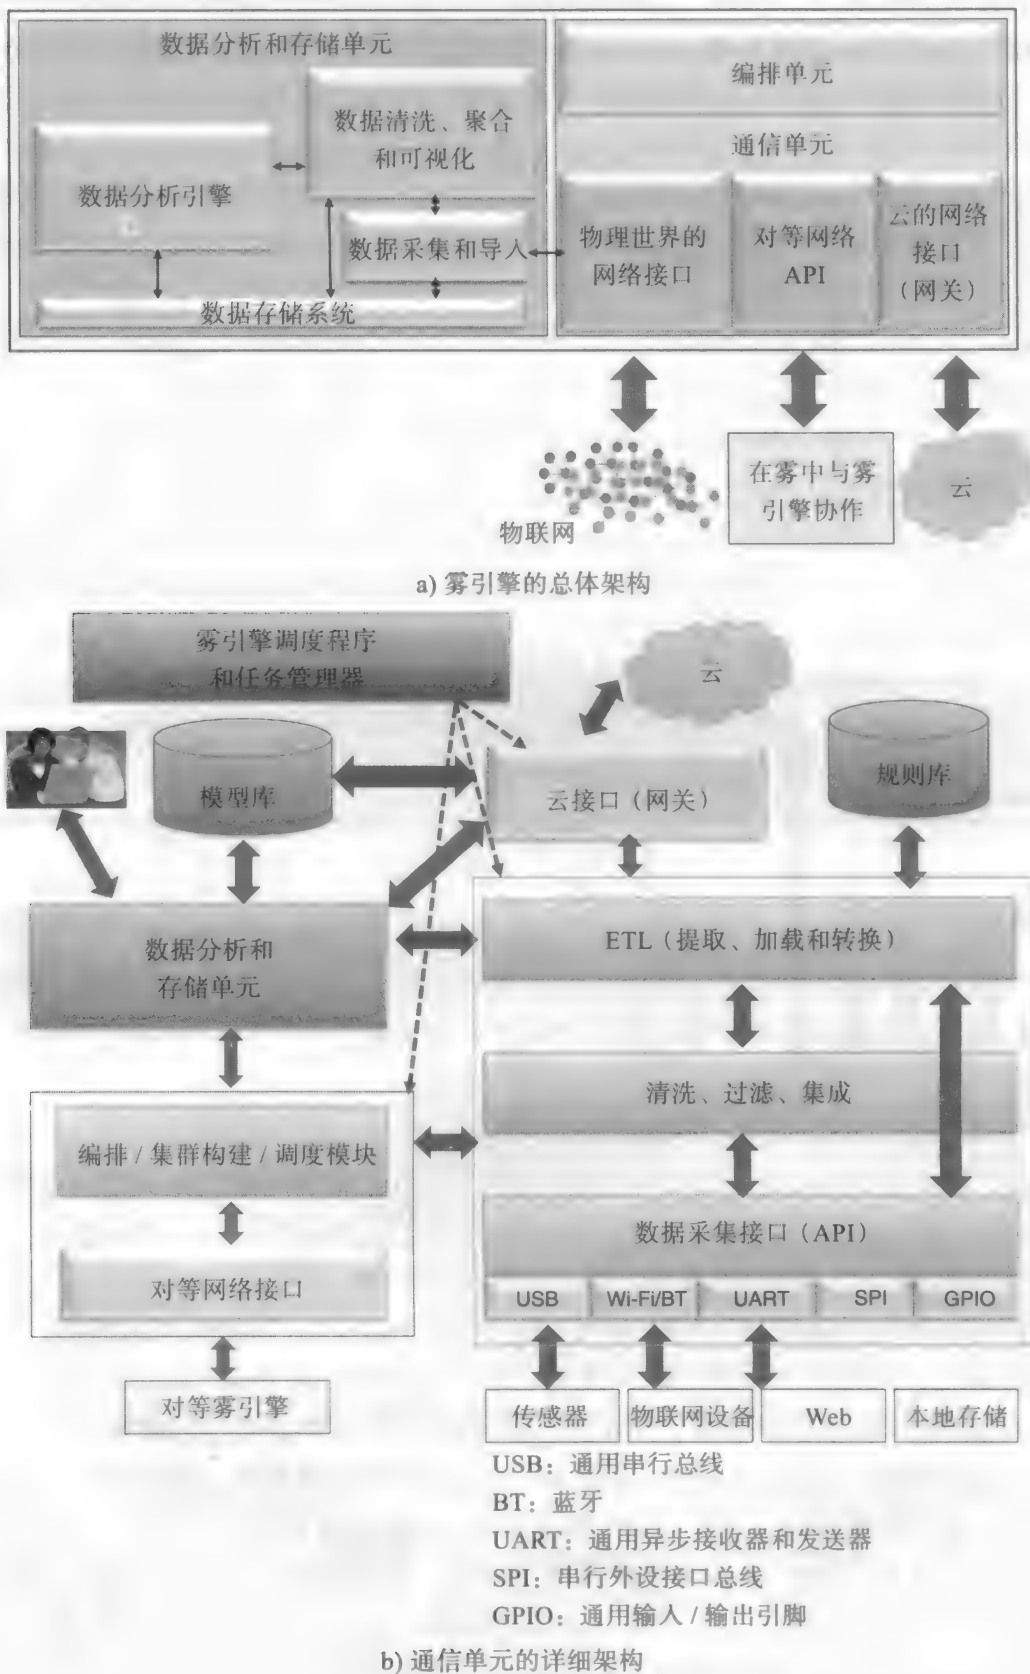 数据分析和存储单元
数据清洗、聚合
和可视化
数据分析引擎
数据采集和导入
数据存储系统
编排单元
通信单元
物理世界的
网络接口
对等网络
API
云的网络
接口
（网关）
物联网
在雾中与雾
引擎协作
云
a) 雾引擎的总体架构
雾引擎调度程序
和任务管理器
云
模型库
云接口（网关）
规则库
数据分析和
存储单元
ETL（提取、加载和转换）
清洗、过滤、集成
编排 / 集群构建 / 调度模块
数据采集接口（API）
对等网络接口
USB
Wi-Fi/BT
UART
SPI
GPIO
对等雾引擎
传感器
物联网设备
Web
本地存储
USB：通用串行总线
BT：蓝牙
UART：通用异步接收器和发送器
SPI：串行外设接口总线
GPIO：通用输入 / 输出引脚
b) 通信单元的详细架构